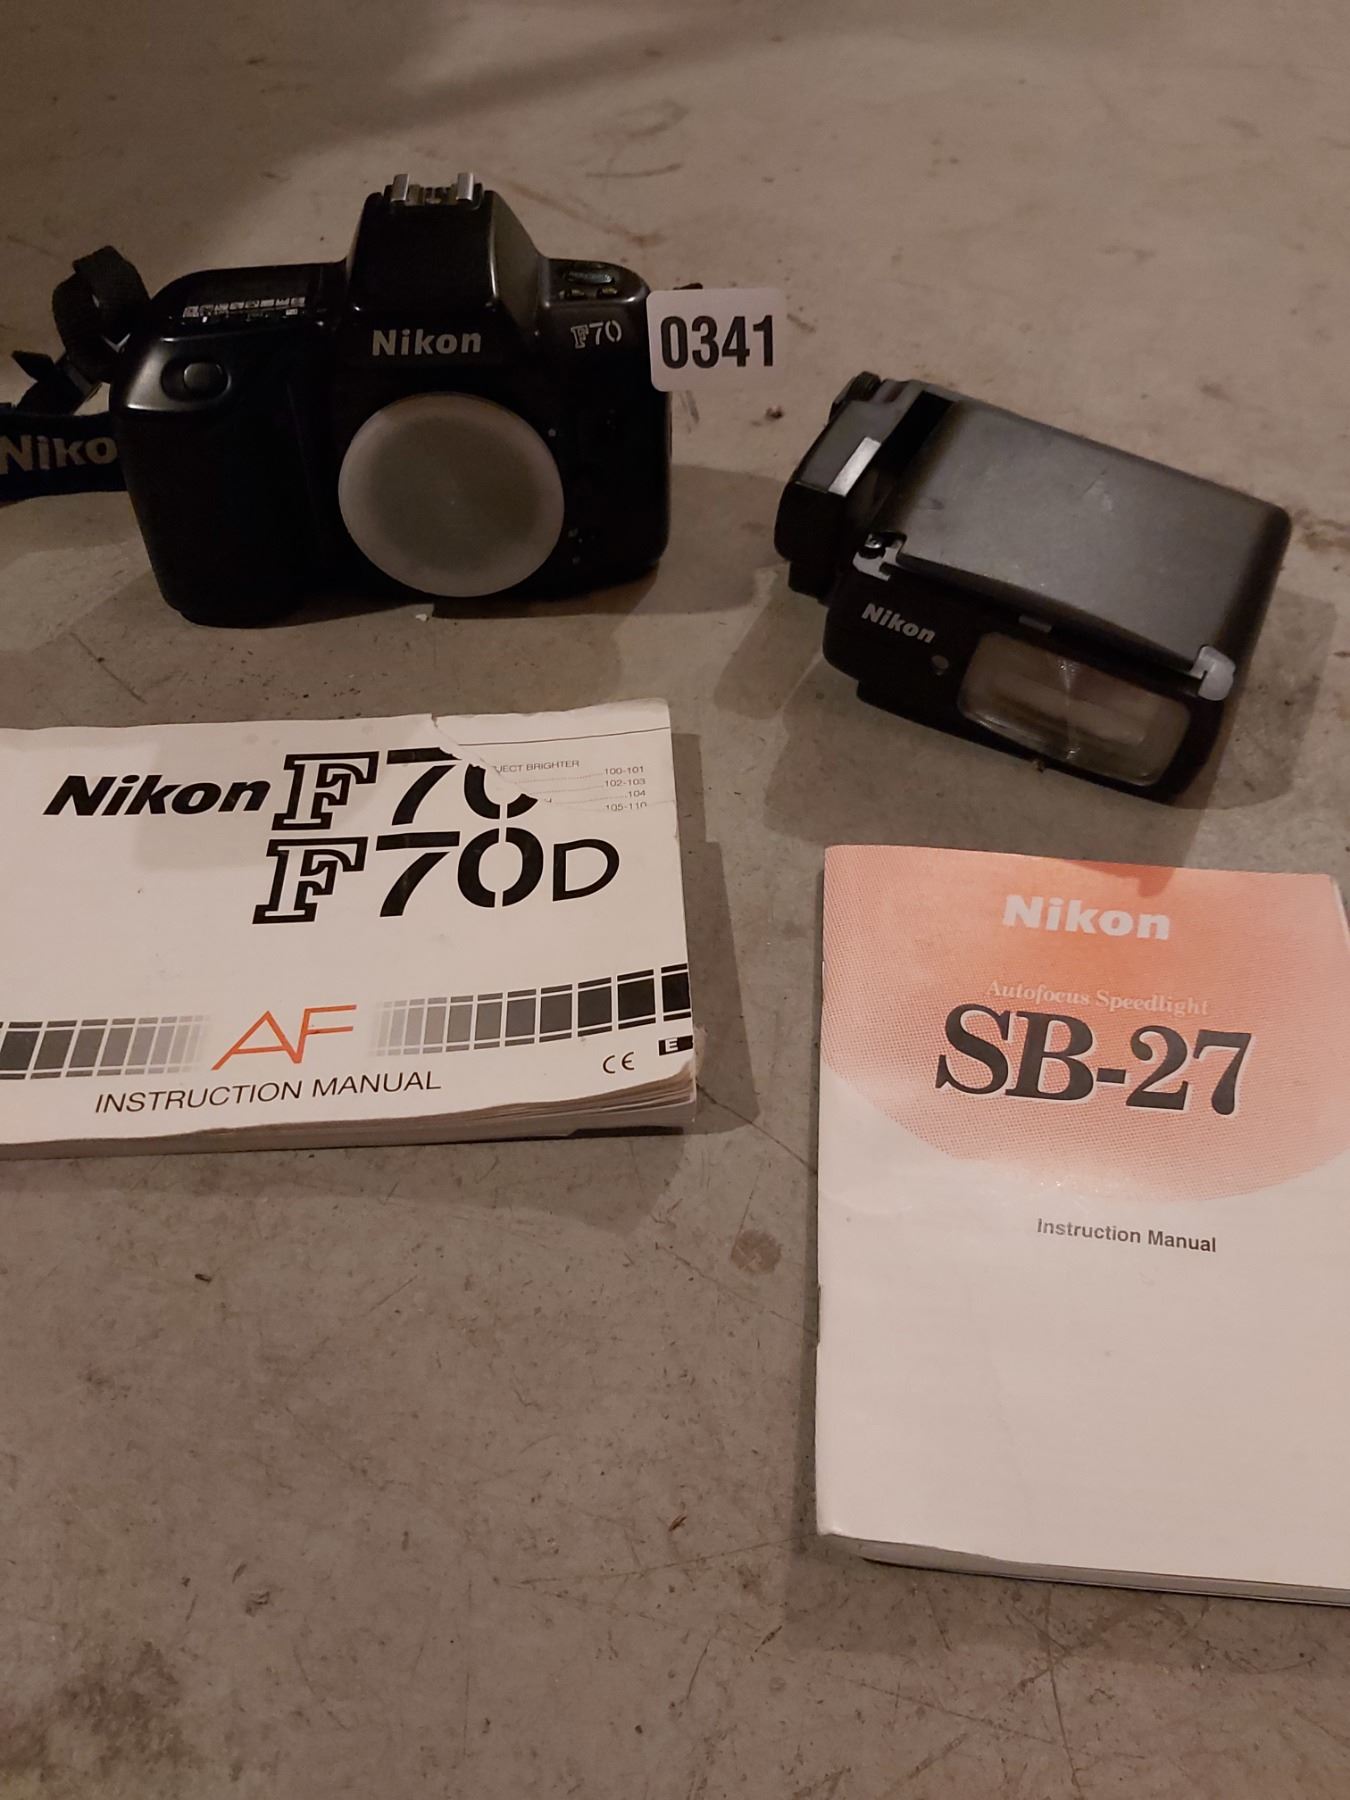 Nikon
F70
0341
Niko
Nikon
Nikon F70
F70D
JECT BRIGHTER
100-101
102-103
104
105-110
AF
INSTRUCTION MANUAL
CE
E
Nikon
Autofocus Speedlight
SB-27
Instruction Manual